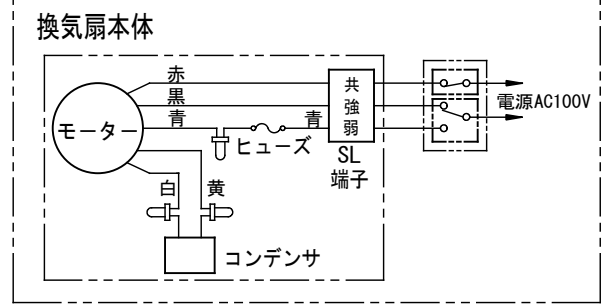 換気扇本体
赤
黒
青
青
モーター
ヒューズ
共
強
弱
SL
端子
電源AC100V
白
黄
コンデンサ